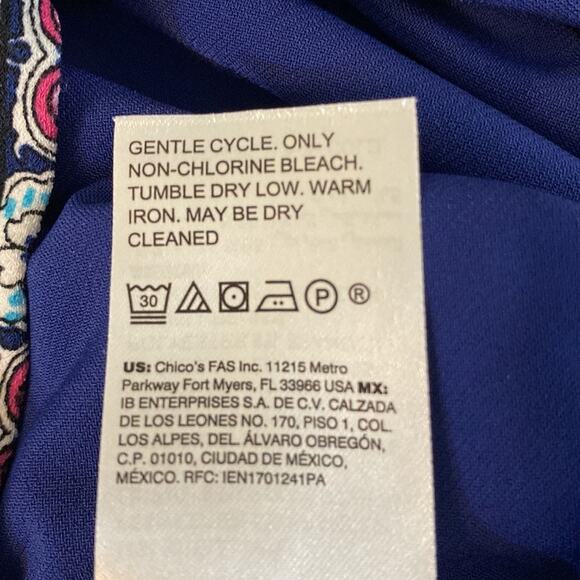 GENTLE CYCLE. ONLY
NON-CHLORINE BLEACH.
TUMBLE DRY LOW. WARM
IRON. MAY BE DRY
CLEANED
30 P ®
US: Chico's FAS Inc. 11215 Metro
Parkway Fort Myers, FL 33966 USA MX:
IB ENTERPRISES S.A. DE C.V. CALZADA
DE LOS LEONES NO. 170, PISO 1, COL.
LOS ALPES, DEL. ÁLVARO OBREGÓN,
C.P. 01010, CIUDAD DE MÉXICO,
MÉXICO. RFC: IEN1701241PA